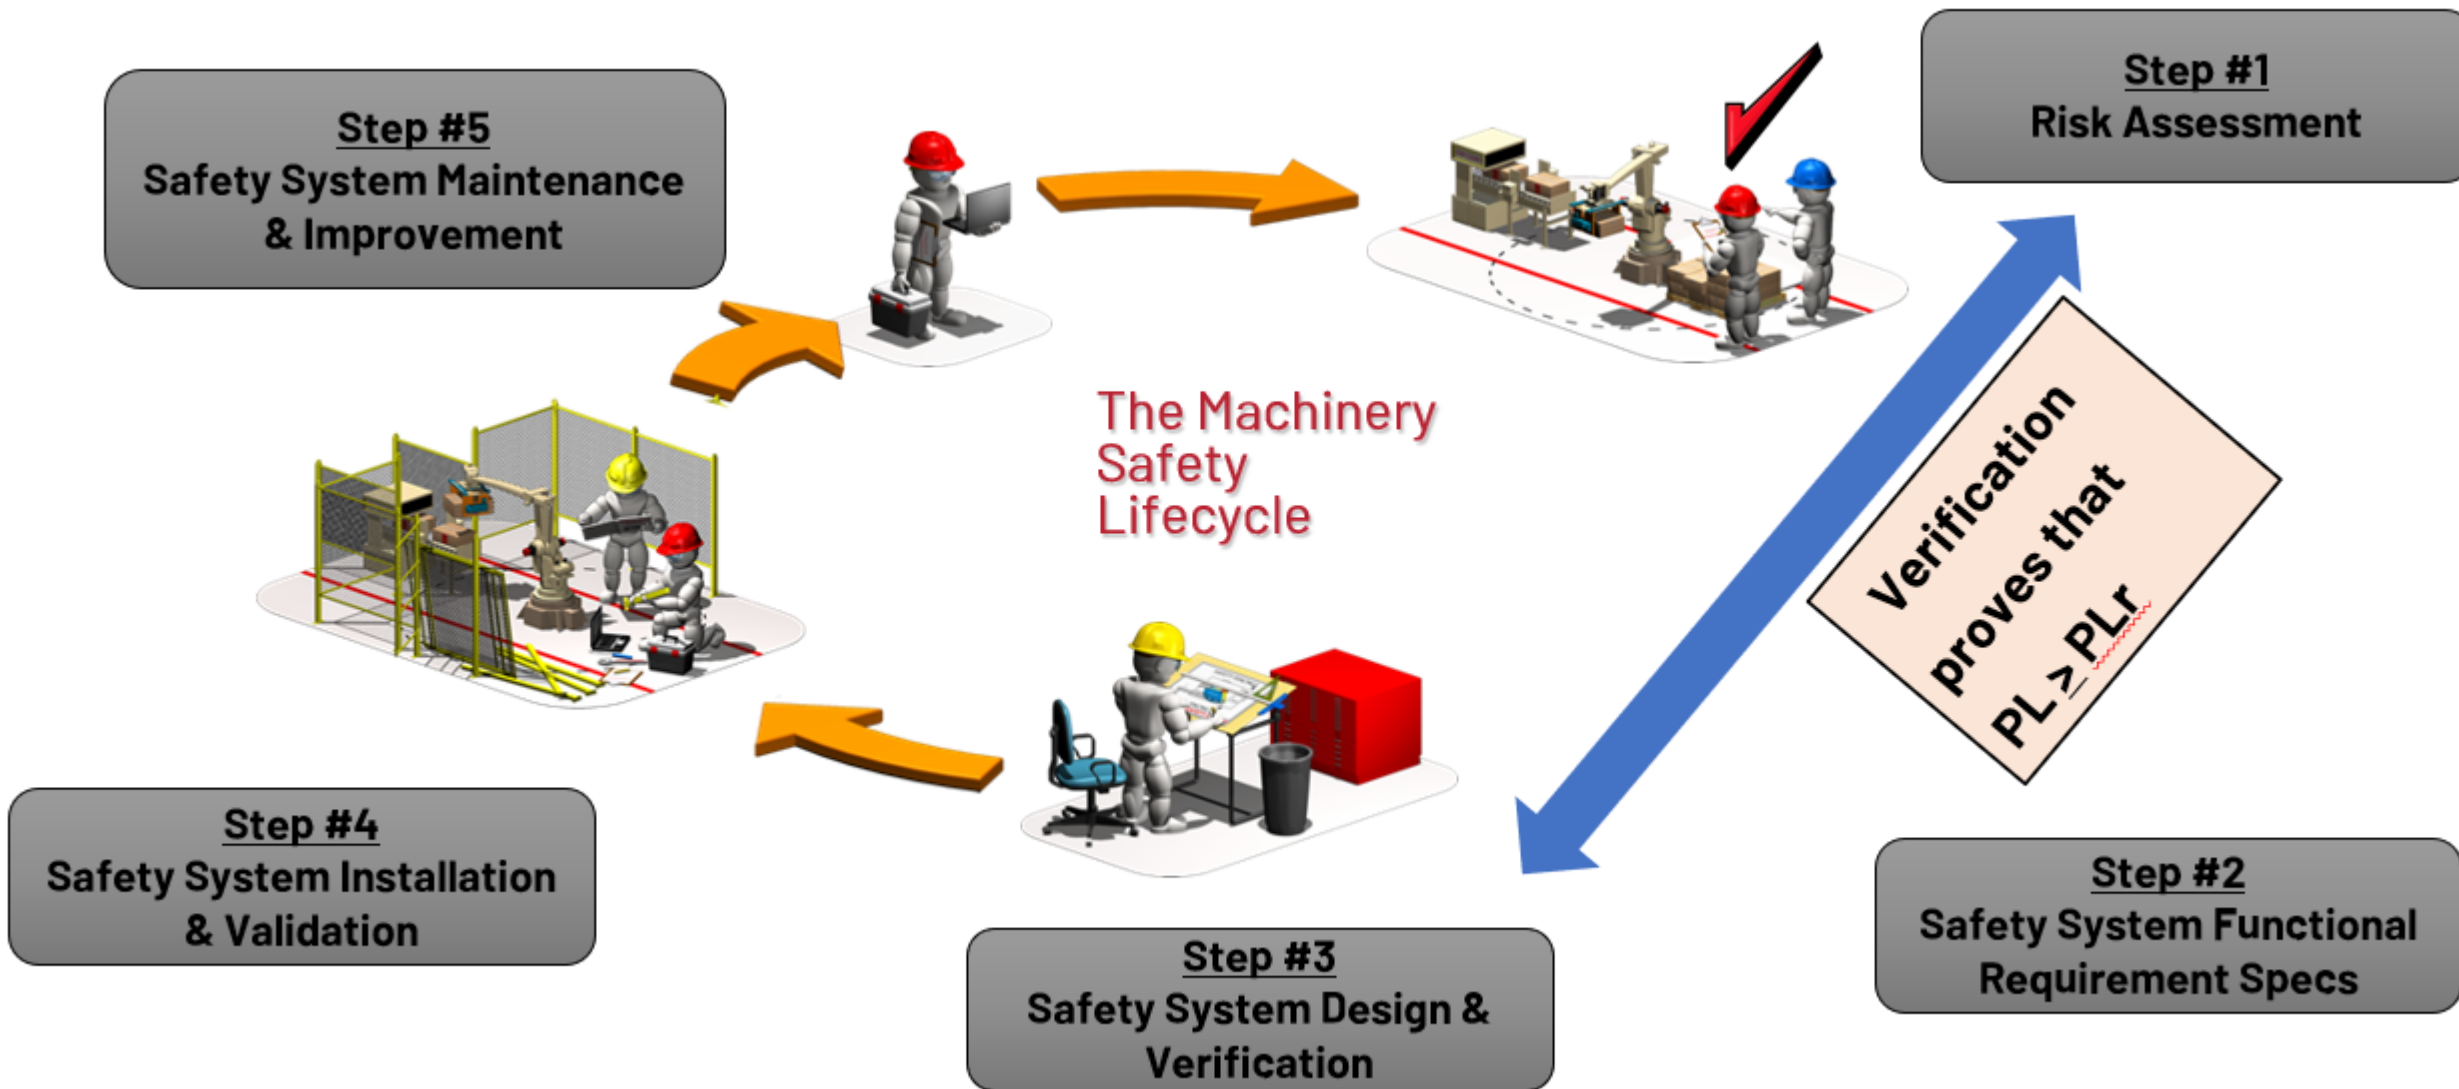 Step #5
Safety System Maintenance
& Improvement
Step #1
Risk Assessment
The Machinery
Safety
Lifecycle
Verification
proves that
PL ≥ PLr
Step #4
Safety System Installation
& Validation
Step #3
Safety System Design &
Verification
Step #2
Safety System Functional
Requirement Specs